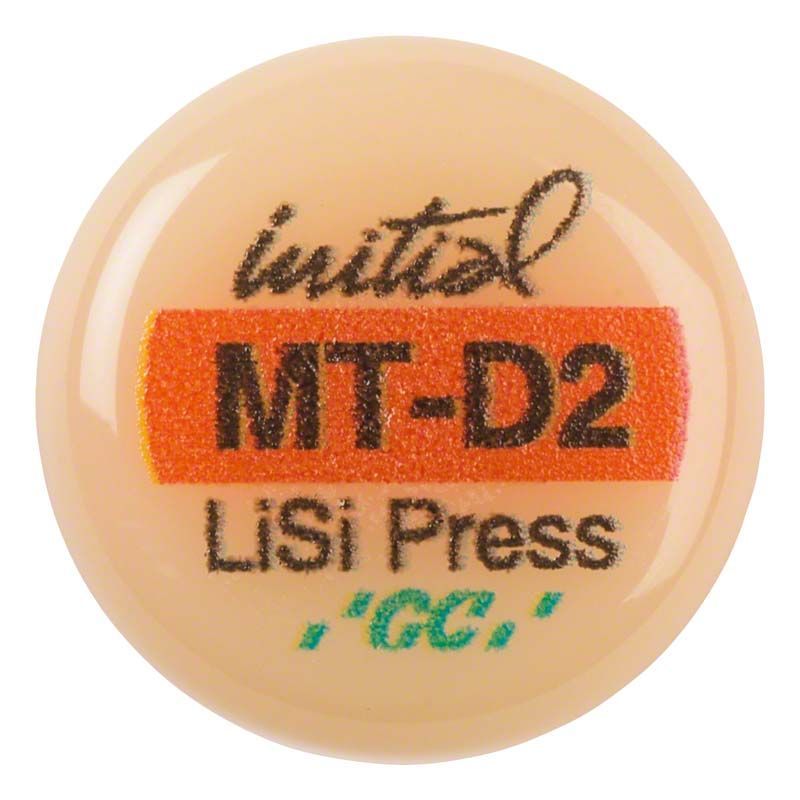 initial
MT-D2
LiSi Press
GC